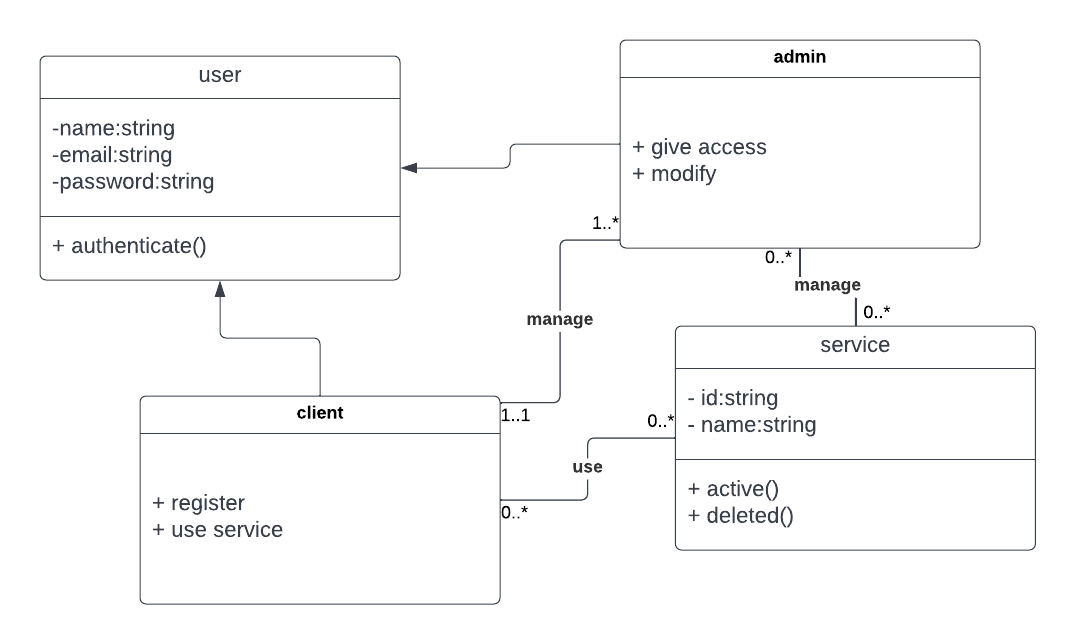 user
-name:string
-email:string
-password:string
+ authenticate()
admin
+ give access
+ modify
1..*
0..*
manage
0..*
manage
service
- id:string
- name:string
+ active()
+ deleted()
client
+ register
+ use service
1..1
0..*
use
0..*